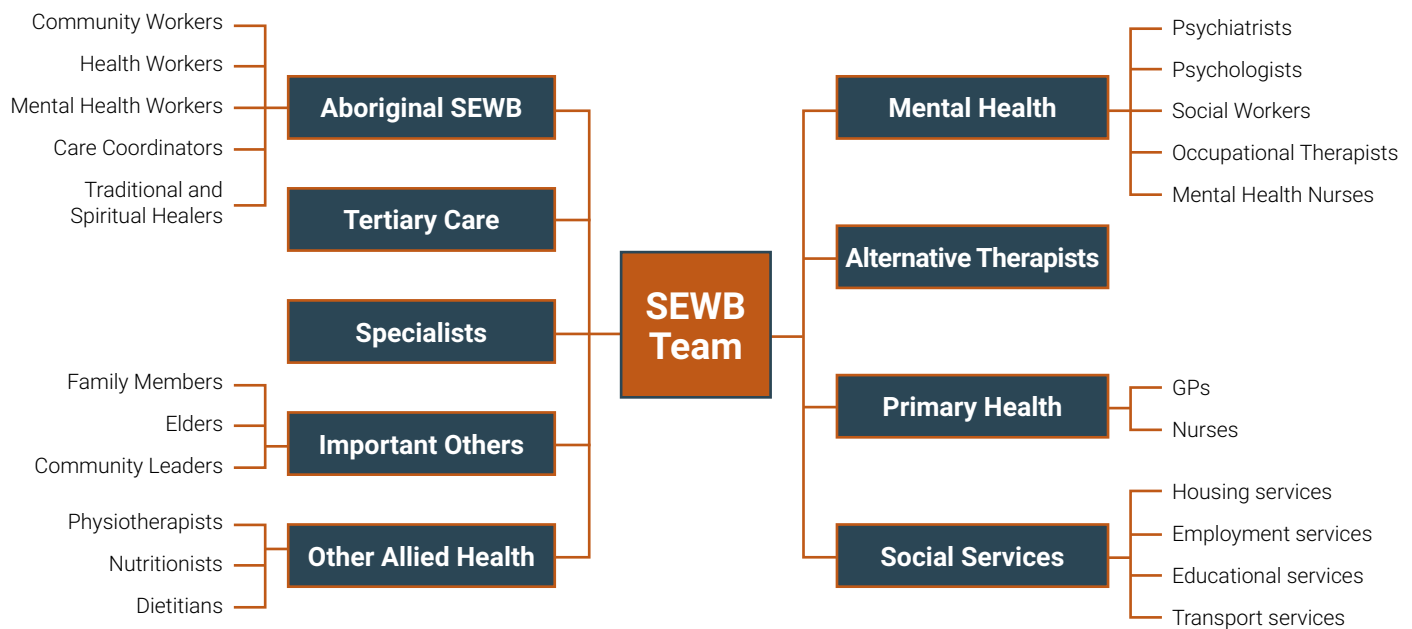 Community Workers
Health Workers
Mental Health Workers
Care Coordinators
Traditional and
Spiritual Healers
Aboriginal SEWB
Tertiary Care
Specialists
Family Members
Elders
Community Leaders
Important Others
Physiotherapists
Nutritionists
Dietitians
Other Allied Health
SEWB
Team
Mental Health
Psychiatrists
Psychologists
Social Workers
Occupational Therapists
Mental Health Nurses
Alternative Therapists
Primary Health
GPs
Nurses
Social Services
Housing services
Employment services
Educational services
Transport services